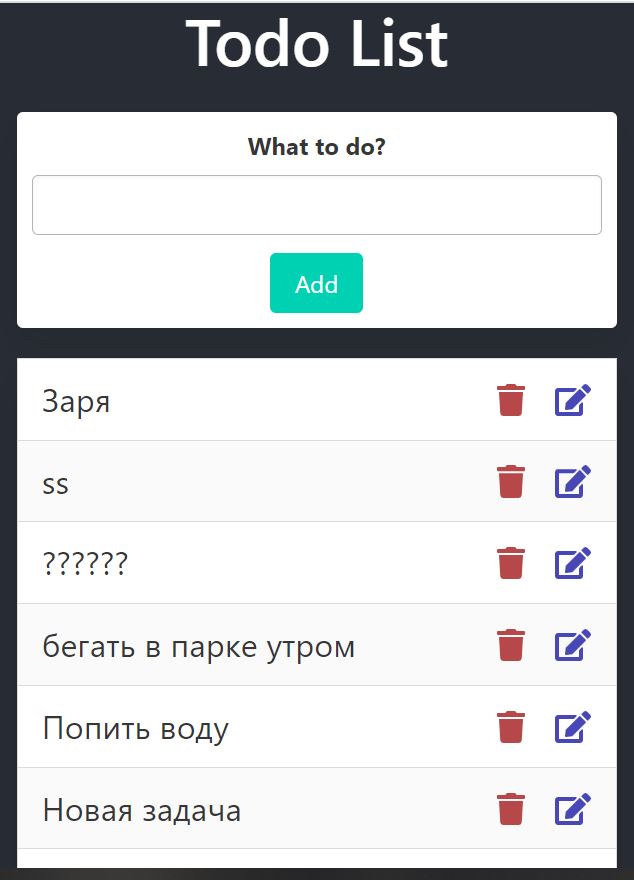 Todo List
What to do?
Add
Заря
ss
??????
бегать в парке утром
Попить воду
Новая задача